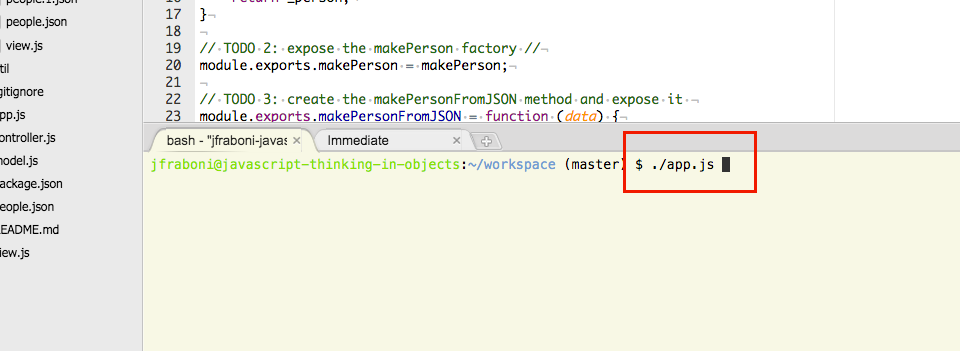 people.1.json
people.json
view.js
til
gitignore
pp.js
ontroller.js
nodel.js
ackage.json
eople.json
EADME.md
iew.js
return _person;
17 }¬
18 ¬
19 //·TODO·2:·expose·the·makePerson·factory·//¬
20 module.exports.makePerson·=·makePerson;¬
21 ¬
22 //·TODO·3:·create·the·makePersonFromJSON·method·and·expose·it·¬
23 module.exports.makePersonFromJSON·=·function·(data)·{¬
bash - "jfraboni-javas × Immediate × +
jfraboni@javascript-thinking-in-objects:~/workspace (master) $ ./app.js